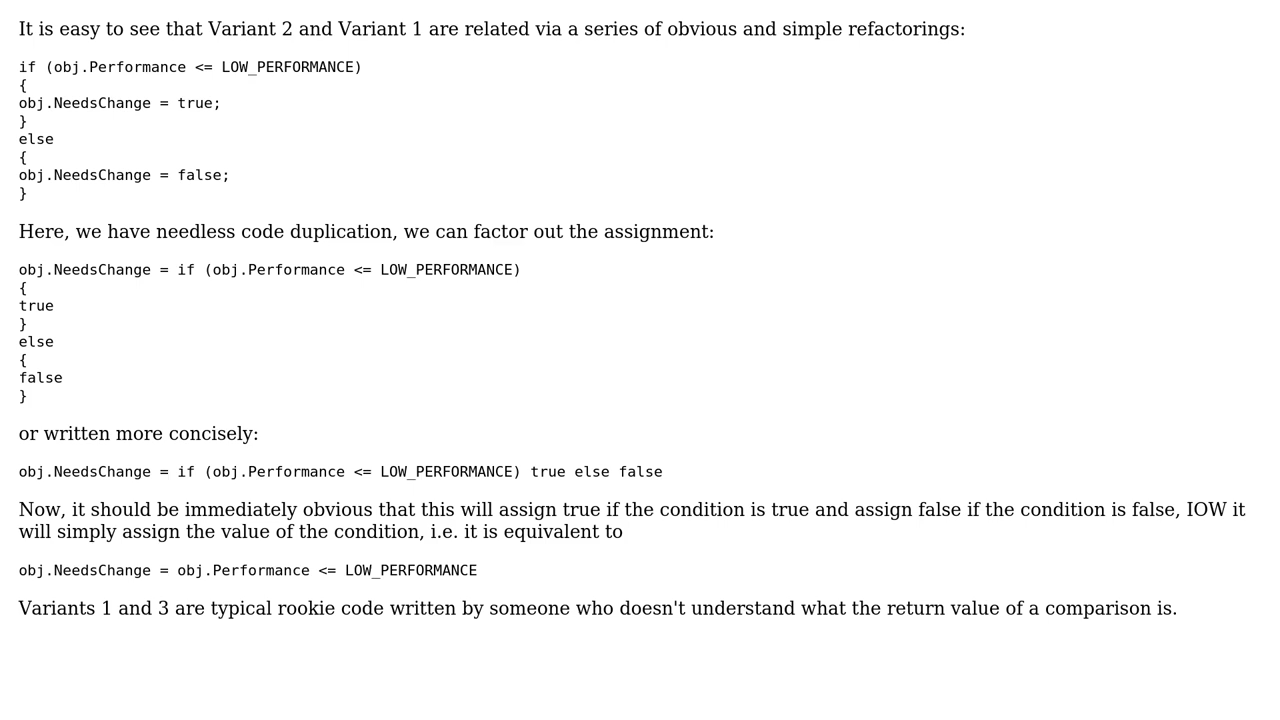 It is easy to see that Variant 2 and Variant 1 are related via a series of obvious and simple refactorings:
if (obj.Performance <= LOW_PERFORMANCE)
{
obj.NeedsChange = true;
}
else
{
obj.NeedsChange = false;
}
Here, we have needless code duplication, we can factor out the assignment:
obj.NeedsChange = if (obj.Performance <= LOW_PERFORMANCE)
{
true
}
else
{
false
}
or written more concisely:
obj.NeedsChange = if (obj.Performance <= LOW_PERFORMANCE) true else false
Now, it should be immediately obvious that this will assign true if the condition is true and assign false if the condition is false, IOW it
will simply assign the value of the condition, i.e. it is equivalent to
obj.NeedsChange = obj.Performance <= LOW_PERFORMANCE
Variants 1 and 3 are typical rookie code written by someone who doesn't understand what the return value of a comparison is.